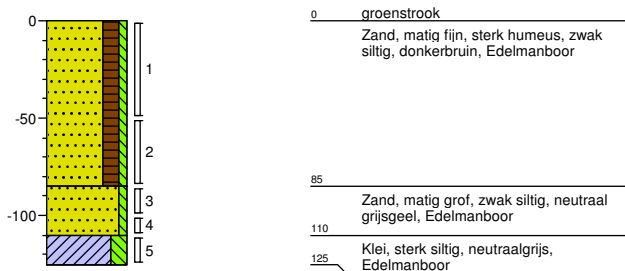 0
-50
-100
1
2
3
4
5
0
groenstrook
Zand, matig fijn, sterk humeus, zwak
siltig, donkerbruin, Edelmanboor
85
Zand, matig grof, zwak siltig, neutraal
grijsgeel, Edelmanboor
110
Klei, sterk siltig, neutraalgrijs,
Edelmanboor
125